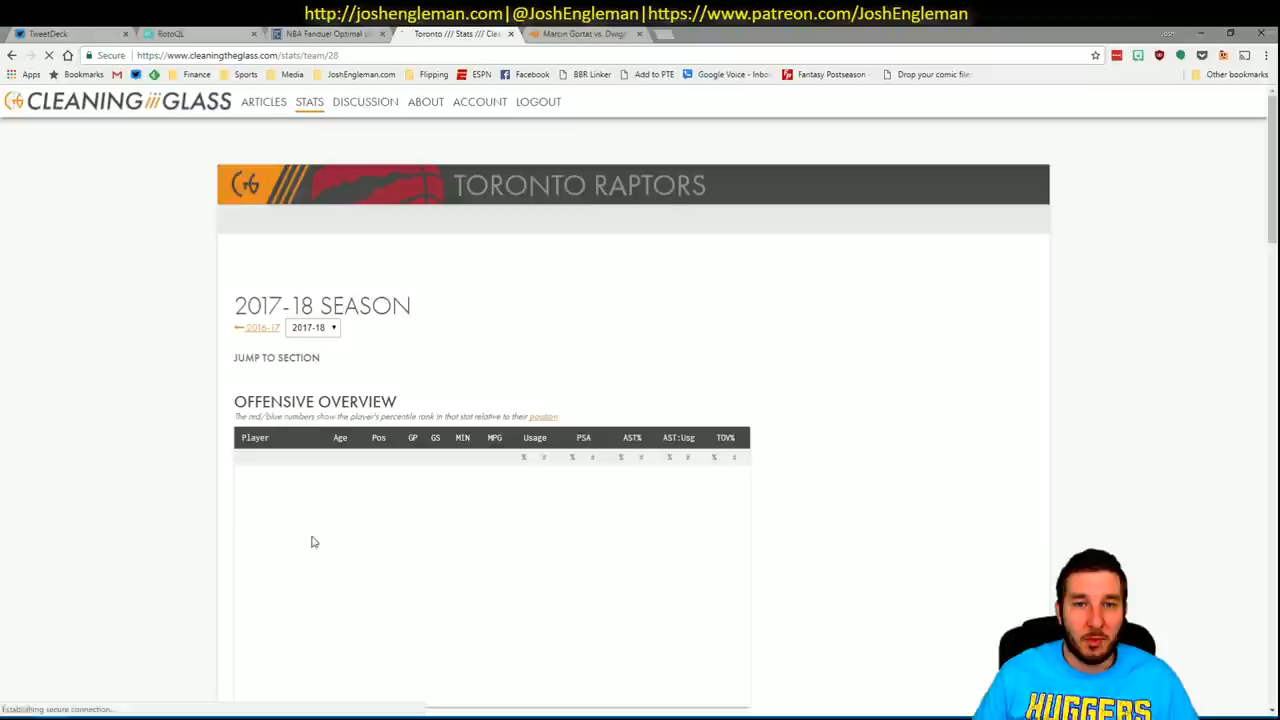 http://joshengleman.com|@JoshEngleman|https://www.patreon.com/JoshEngleman
TweetDeck RotoQL NBA Fanduel Optimal Li Toronto /// Stats /// Clea Marcin Gortat vs. Dwigh Josh
Secure https://www.cleaningtheglass.com/stats/team/28
Apps Bookmarks Finance Sports Media JoshEngleman.com Flipping ESPN Facebook BBR Linker Add to PTE Google Voice - Inbo Fantasy Postseason Drop your comic file Other bookmarks
CLEANING GLASS ARTICLES STATS DISCUSSION ABOUT ACCOUNT LOGOUT
CTG TORONTO RAPTORS
2017-18 SEASON
← 2016-17 2017-18
JUMP TO SECTION
OFFENSIVE OVERVIEW
The red/blue numbers show the player's percentile rank in that stat relative to their position.
Player Age Pos GP GS MIN MPG Usage PSA AST% AST:Usg TOV%
% # % # % # % # % #
HUGGERS
Establishing secure connection...